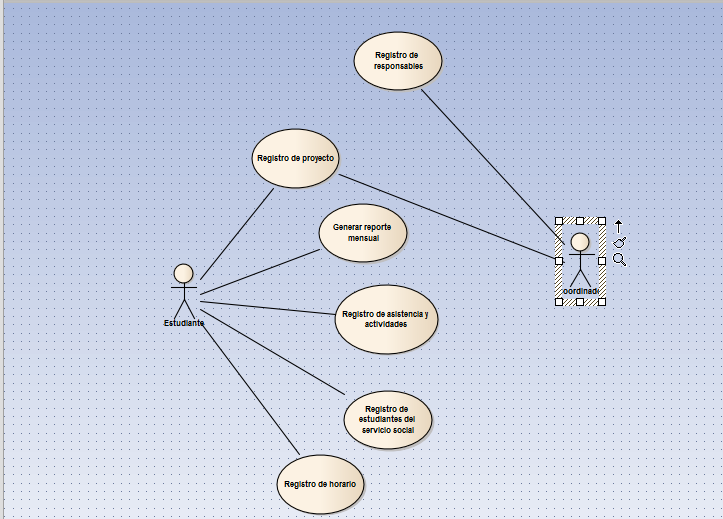 Registro de
responsables
Registro de proyecto
Generar reporte
mensual
Estudiante
Registro de asistencia y
actividades
Registro de
estudiantes del
servicio social
Registro de horario